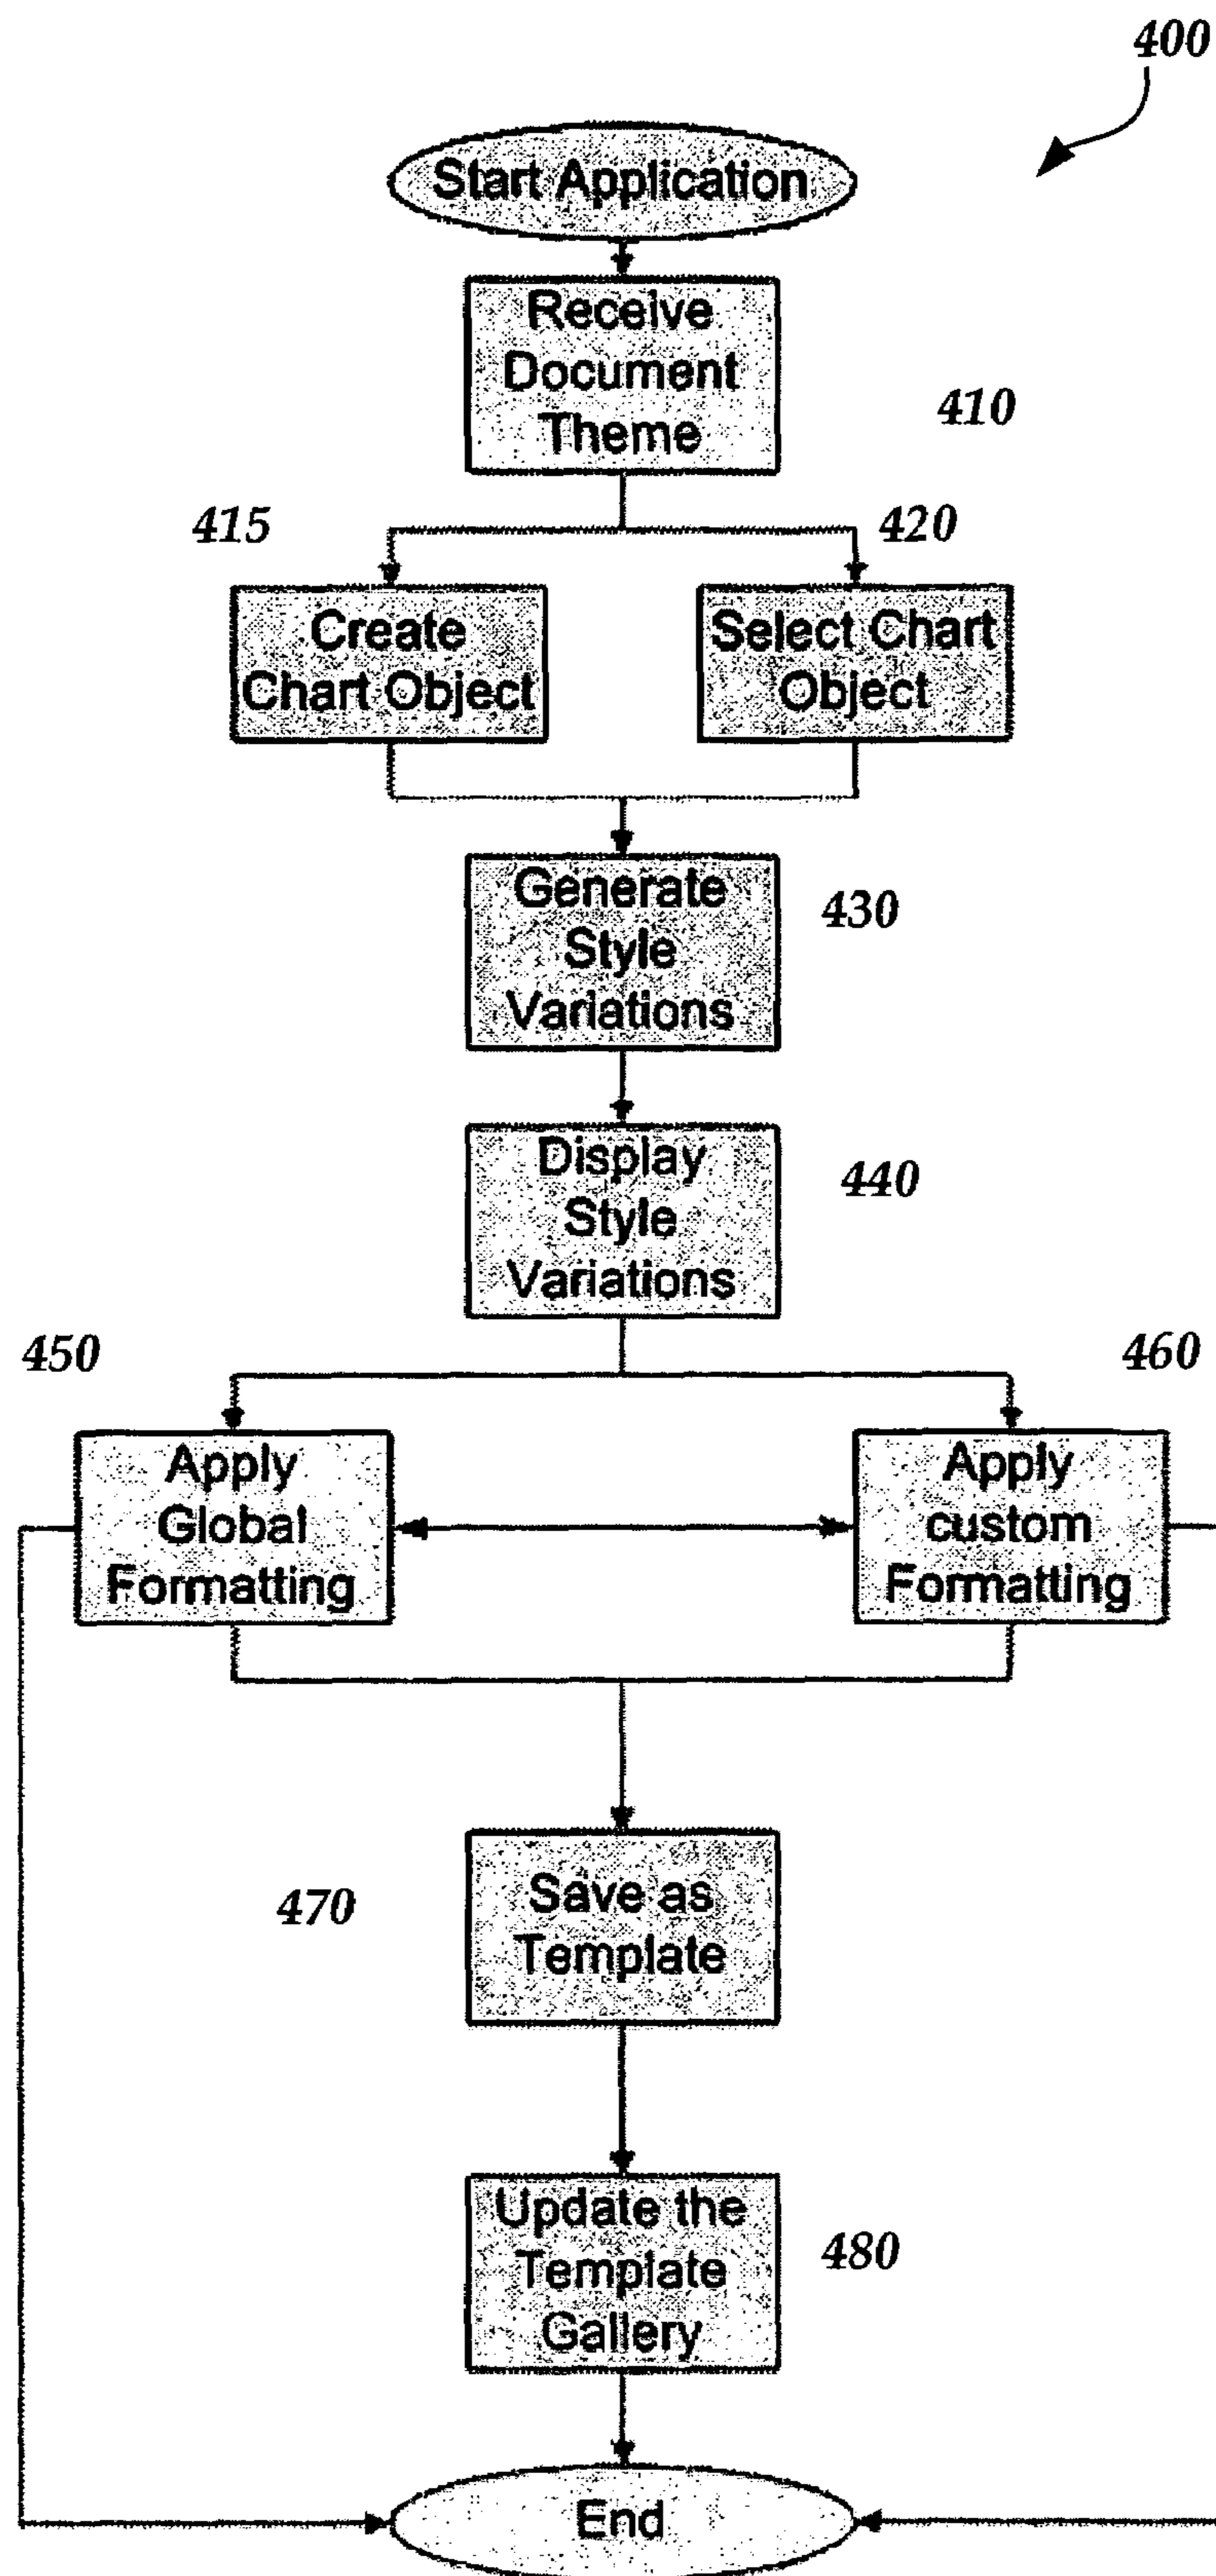 400
Start Application
Receive
Document
Theme
410
415
420
Create
Chart Object
Select Chart
Object
Generate
Style
Variations
430
Display
Style
Variations
440
450
460
Apply
Global
Formatting
Apply
custom
Formatting
470
Save as
Template
Update the
Template
Gallery
480
End